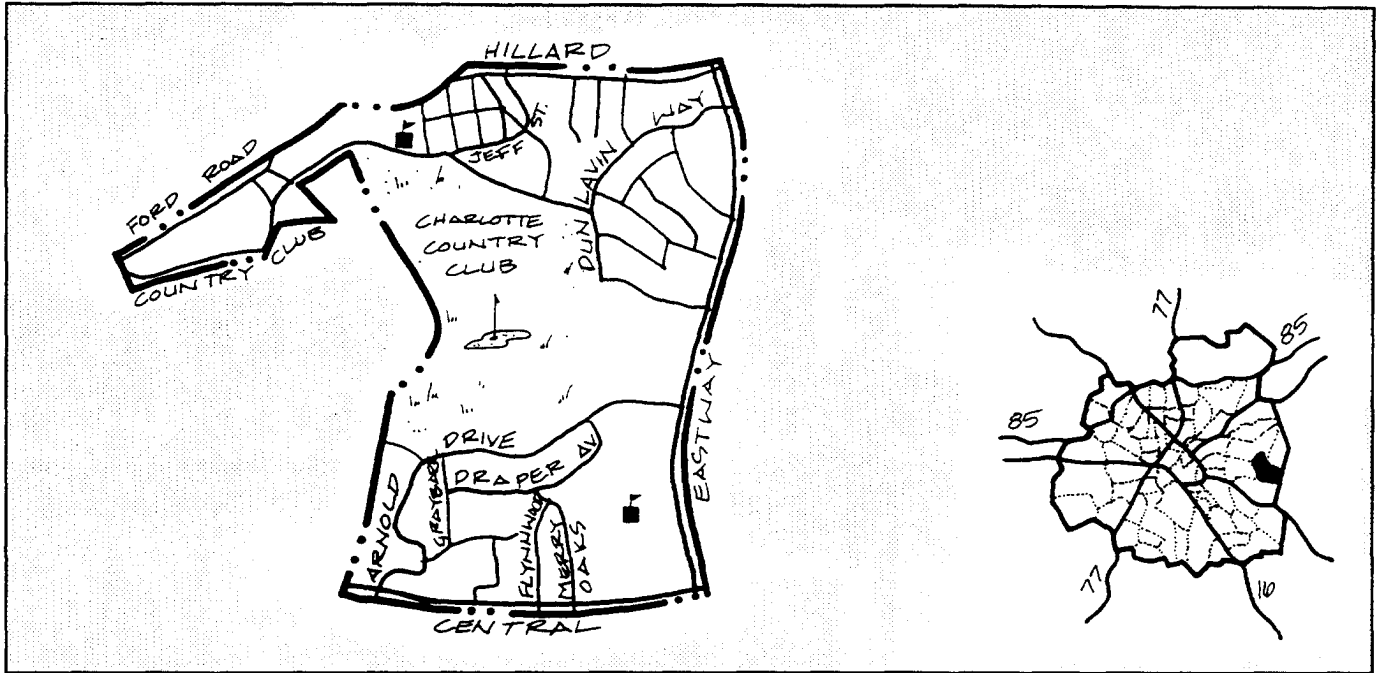 HILLARD
FORD ROAD
JEFF ST.
DUNLAVIN WAY
COUNTRY CLUB
CHARLOTTE
COUNTRY
CLUB
EASTWAY
ARNOLD DRIVE
DRAPER AV
FLYNNWOOD
MERRY
OAKS
CENTRAL
77
85
85
77
16